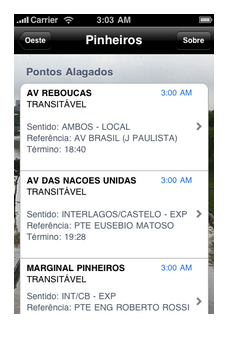 Carrier 3:03 AM
Oeste Pinheiros Sobre
Pontos Alagados
AV REBOUCAS 3:00 AM
TRANSITÁVEL
Sentido: AMBOS - LOCAL
Referência: AV BRASIL (J PAULISTA)
Término: 18:40
AV DAS NACOES UNIDAS 3:00 AM
TRANSITÁVEL
Sentido: INTERLAGOS/CASTELO - EXP
Referência: PTE EUSEBIO MATOSO
Término: 19:28
MARGINAL PINHEIROS 3:00 AM
TRANSITÁVEL
Sentido: INT/CB - EXP
Referência: PTE ENG ROBERTO ROSSI